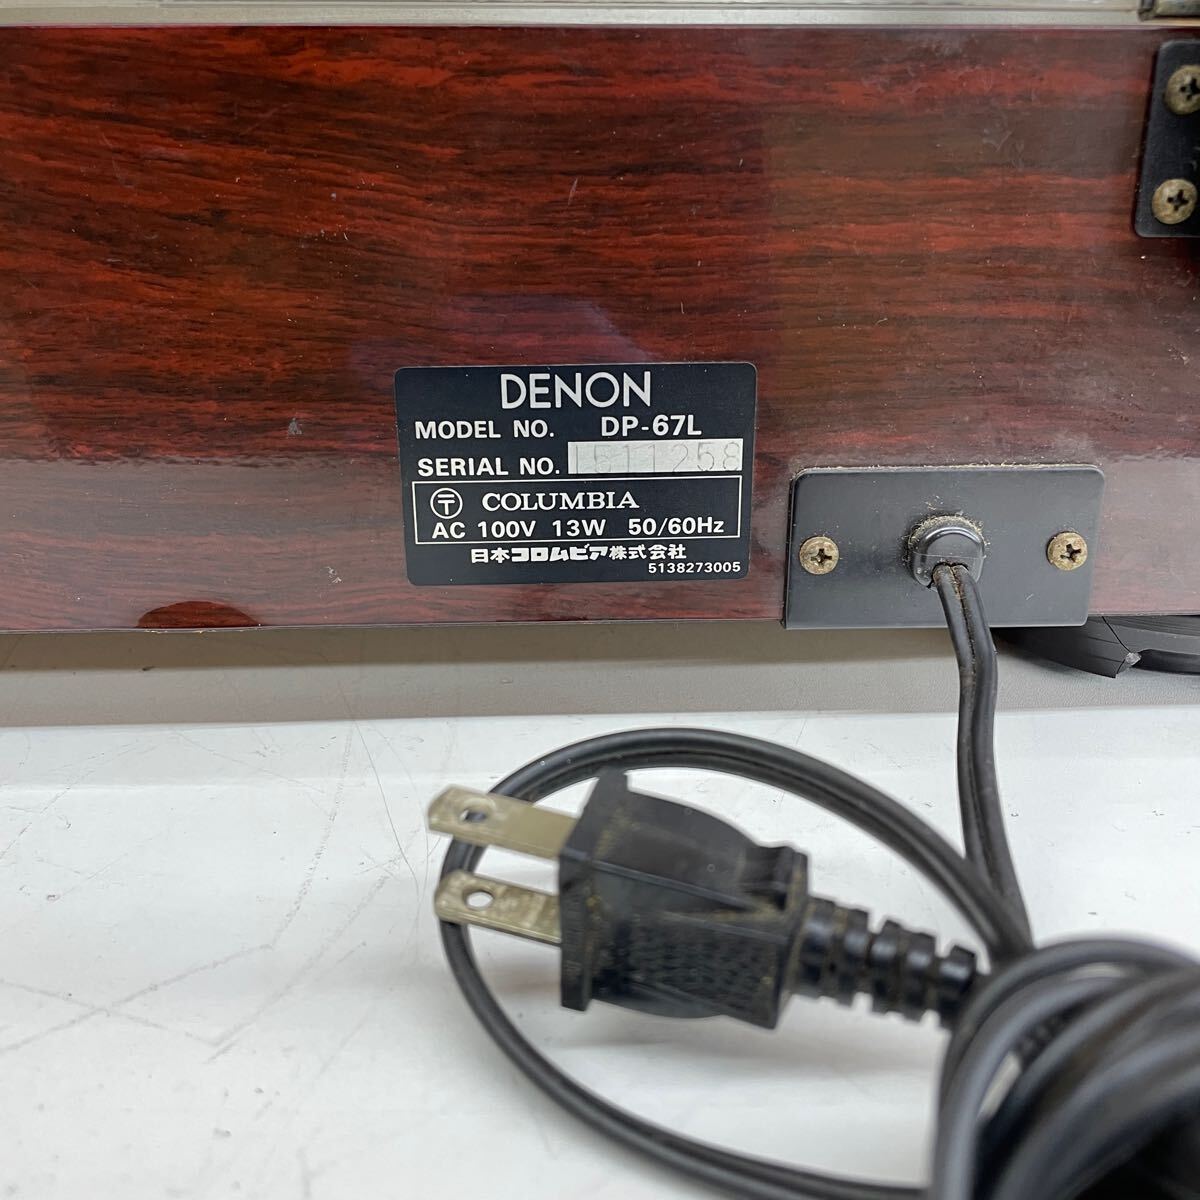 DENON
MODEL NO. DP-67L
SERIAL NO. 1611258
〒 COLUMBIA
AC 100V 13W 50/60Hz
日本コロムビア株式会社
5138273005